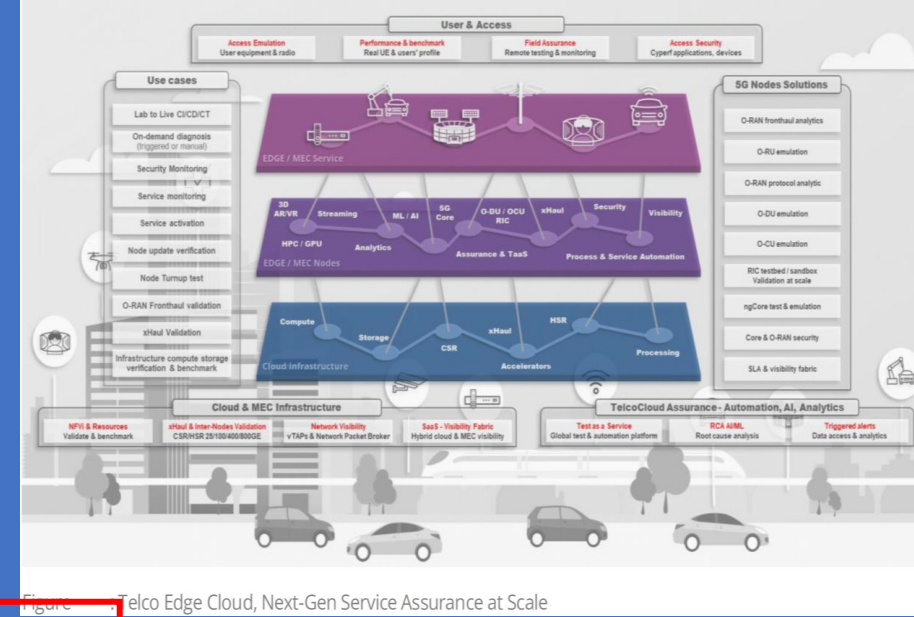 User & Access
Access Emulation
User equipment & radio
Performance & benchmark
Real UE & users' profile
Field Assurance
Remote testing & monitoring
Access Security
Cyperf applications, devices
Use cases
Lab to Live CI/CD/CT
On-demand diagnosis
(triggered or manual)
Security Monitoring
Service monitoring
Service activation
Node update verification
Node Turnup test
O-RAN Fronthaul validation
xHaul Validation
Infrastructure compute storage
verification & benchmark
EDGE / MEC Service
3D
AR/VR
Streaming
ML / AI
5G
Core
O-DU / OCU
RIC
xHaul
Security
Visibility
HPC / GPU
Analytics
Assurance & TaaS
Process & Service Automation
EDGE / MEC Nodes
Compute
Storage
CSR
xHaul
Accelerators
HSR
Processing
Cloud infrastructure
5G Nodes Solutions
O-RAN fronthaul analytics
O-RU emulation
O-RAN protocol analytic
O-DU emulation
O-CU emulation
RIC testbed / sandbox
Validation at scale
ngCore test & emulation
Core & O-RAN security
SLA & visibility fabric
Cloud & MEC Infrastructure
NFVi & Resources
Validate & benchmark
xHaul & Inter-Nodes Validation
CSR/HSR 25/100/400/800GE
Network Visibility
vTAPs & Network Packet Broker
SaaS - Visibility Fabric
Hybrid cloud & MEC visibility
TelcoCloud Assurance - Automation, AI, Analytics
Test as a Service
Global test & automation platform
RCA AI/ML
Root cause analysis
Triggered alerts
Data access & analytics
Figure : Telco Edge Cloud, Next-Gen Service Assurance at Scale